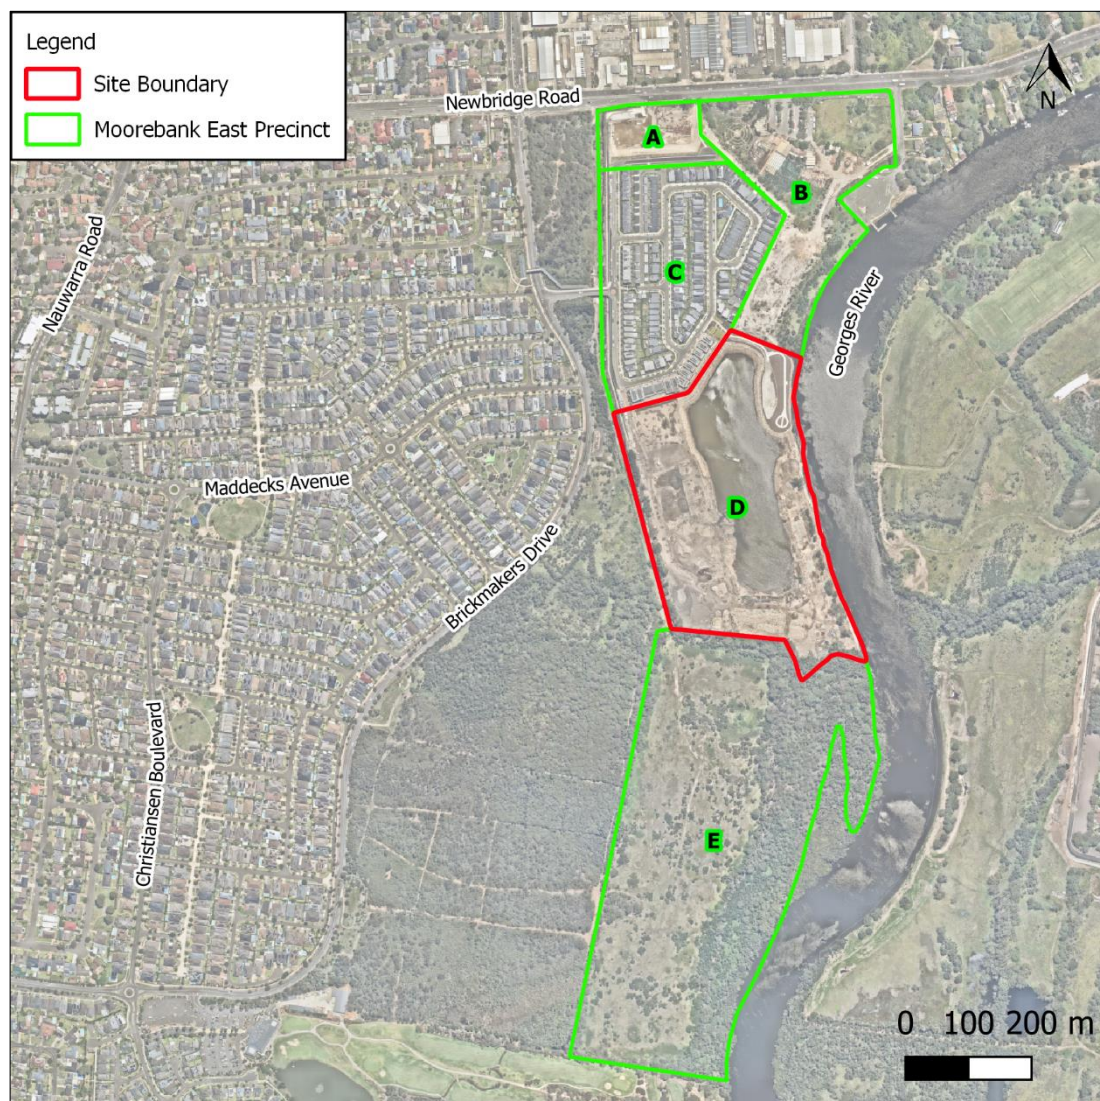 Legend
Site Boundary
Moorebank East Precinct
Newbridge Road
N
A
B
Nauwarra Road
C
Georges River
Maddecks Avenue
D
Brickmakers Drive
Christiansen Boulevard
E
0 100 200 m